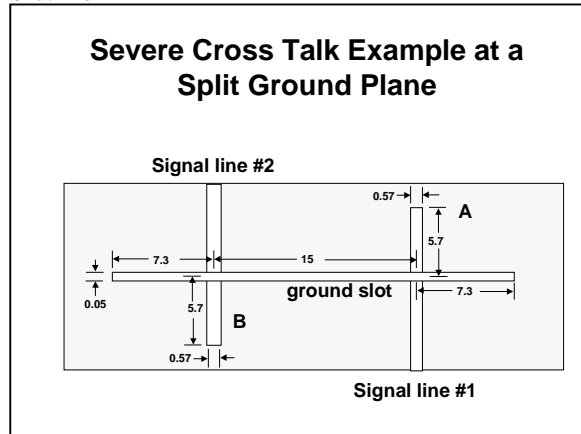 Severe Cross Talk Example at a
Split Ground Plane
Signal line #2
0.57
A
5.7
7.3
15
0.05
ground slot
7.3
5.7
B
0.57
Signal line #1